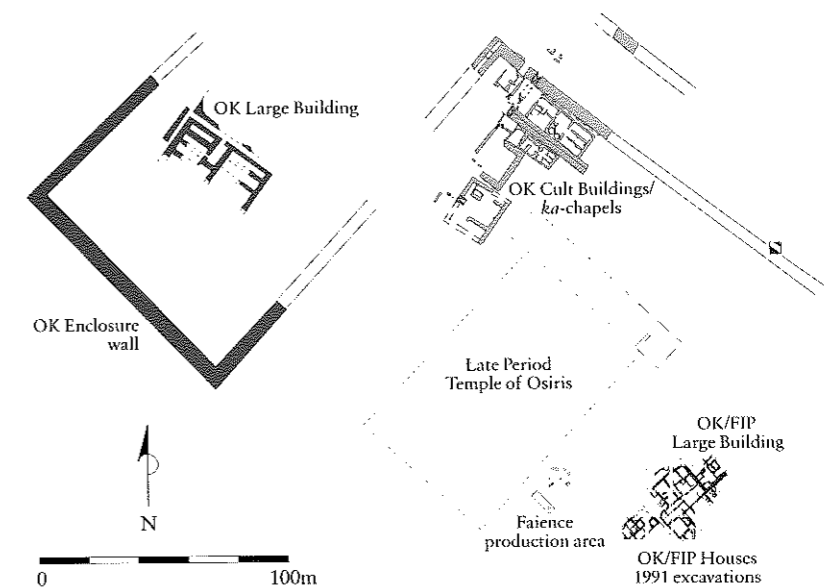 OK Large Building
OK Cult Buildings/
ka-chapels
OK Enclosure
wall
Late Period
Temple of Osiris
OK/FIP
Large Building
N
Faience
production area
OK/FIP Houses
1991 excavations
0
100m